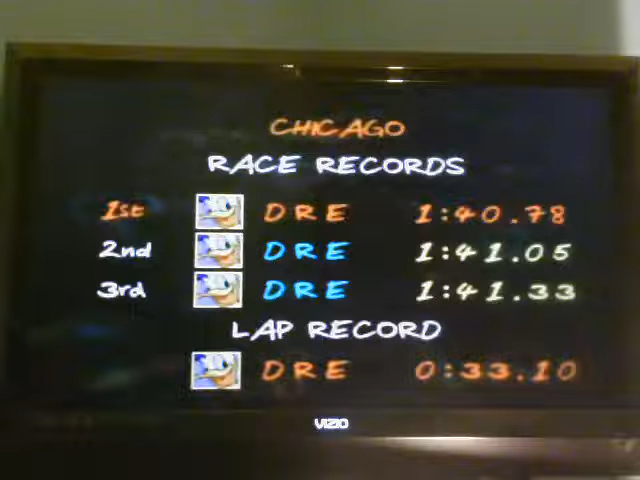 CHICAGO
RACE RECORDS
1st DRE 1:40.78
2nd DRE 1:41.05
3rd DRE 1:41.33
LAP RECORD
DRE 0:33.10
VIZIO